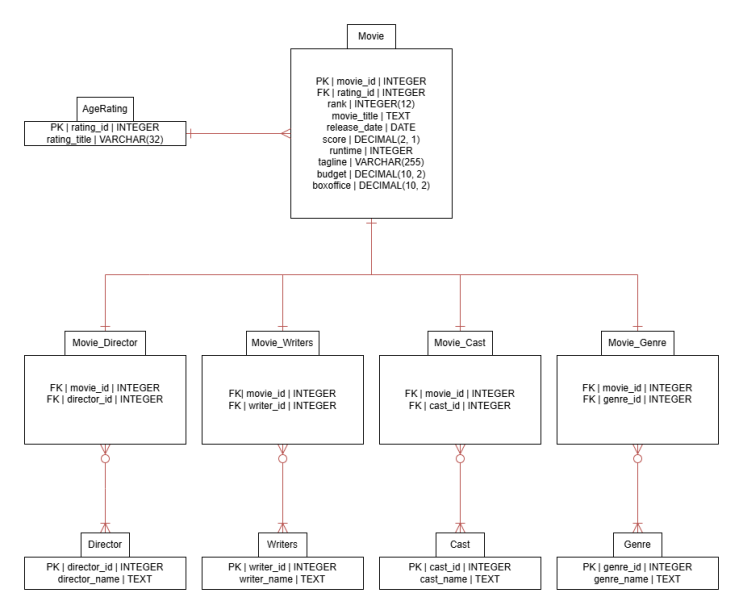 Movie
PK | movie_id | INTEGER
FK | rating_id | INTEGER
rank | INTEGER(12)
movie_title | TEXT
release_date | DATE
score | DECIMAL(2, 1)
runtime | INTEGER
tagline | VARCHAR(255)
budget | DECIMAL(10, 2)
boxoffice | DECIMAL(10, 2)
AgeRating
PK | rating_id | INTEGER
rating_title | VARCHAR(32)
Movie_Director
FK | movie_id | INTEGER
FK | director_id | INTEGER
Movie_Writers
FK| movie_id | INTEGER
FK | writer_id | INTEGER
Movie_Cast
FK | movie_id | INTEGER
FK | cast_id | INTEGER
Movie_Genre
FK | movie_id | INTEGER
FK | genre_id | INTEGER
Director
PK | director_id | INTEGER
director_name | TEXT
Writers
PK | writer_id | INTEGER
writer_name | TEXT
Cast
PK | cast_id | INTEGER
cast_name | TEXT
Genre
PK | genre_id | INTEGER
genre_name | TEXT